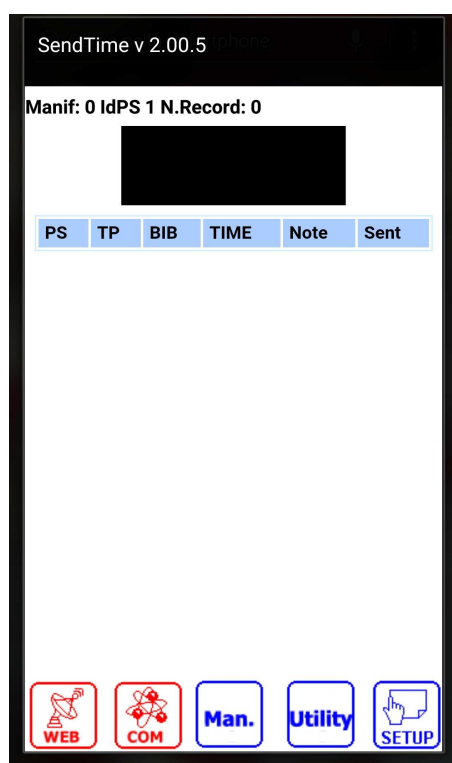 SendTime v 2.00.5
Manif: 0 IdPS 1 N.Record: 0
PS TP BIB TIME Note Sent
WEB COM Man. Utility SETUP